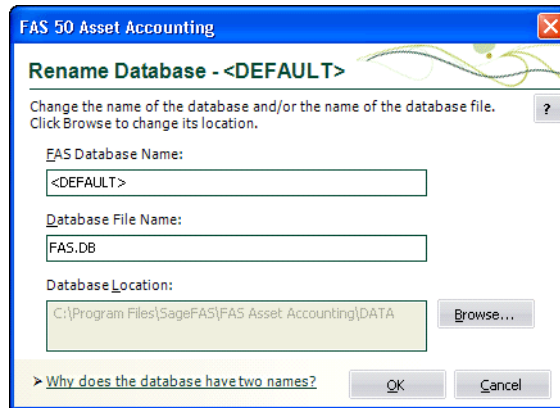 FAS 50 Asset Accounting
Rename Database - <DEFAULT>
Change the name of the database and/or the name of the database file.
Click Browse to change its location.
?
FAS Database Name:
<DEFAULT>
Database File Name:
FAS.DB
Database Location:
C:\Program Files\SageFAS\FAS Asset Accounting\DATA
Browse...
Why does the database have two names?
OK
Cancel